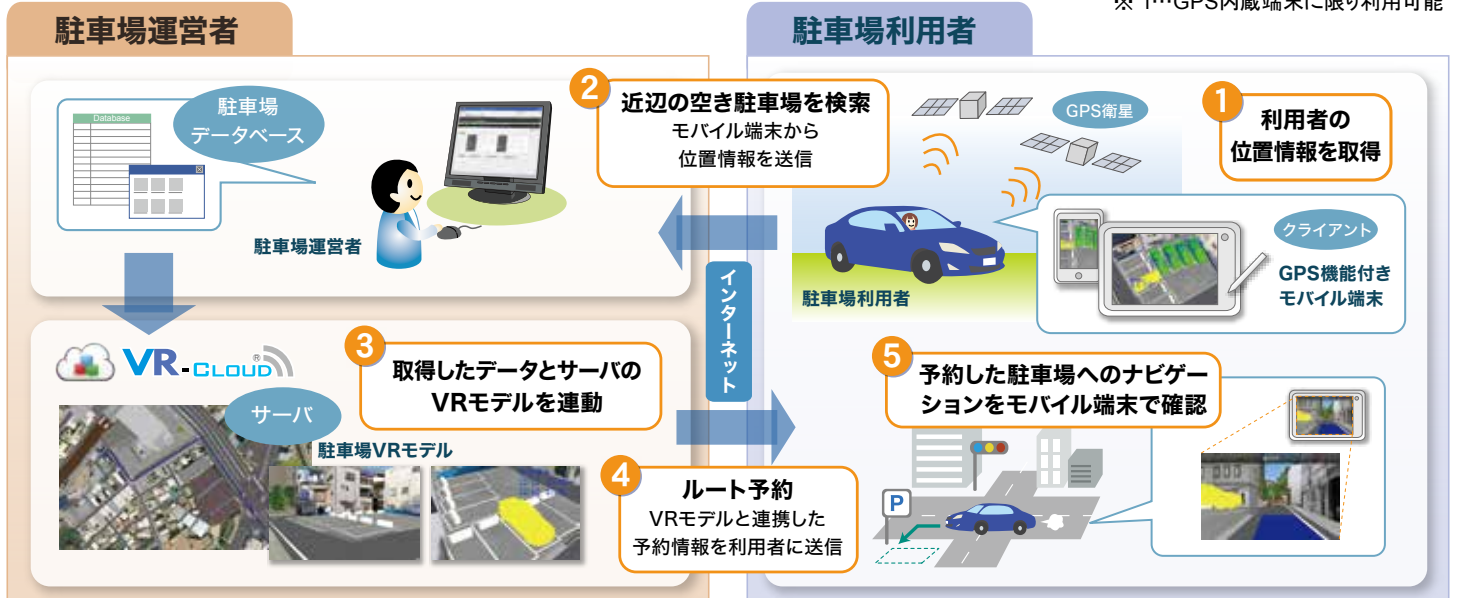 ※1…GPS内蔵端末に限り利用可能
駐車場運営者
駐車場利用者
1
利用者の
位置情報を取得
GPS衛星
クライアント
GPS機能付き
モバイル端末
駐車場利用者
2
近辺の空き駐車場を検索
モバイル端末から
位置情報を送信
Database
駐車場
データベース
駐車場運営者
インターネット
VR-CLOUD®
3
取得したデータとサーバの
VRモデルを連動
サーバ
駐車場VRモデル
4
ルート予約
VRモデルと連携した
予約情報を利用者に送信
5
予約した駐車場へのナビゲー
ションをモバイル端末で確認
P